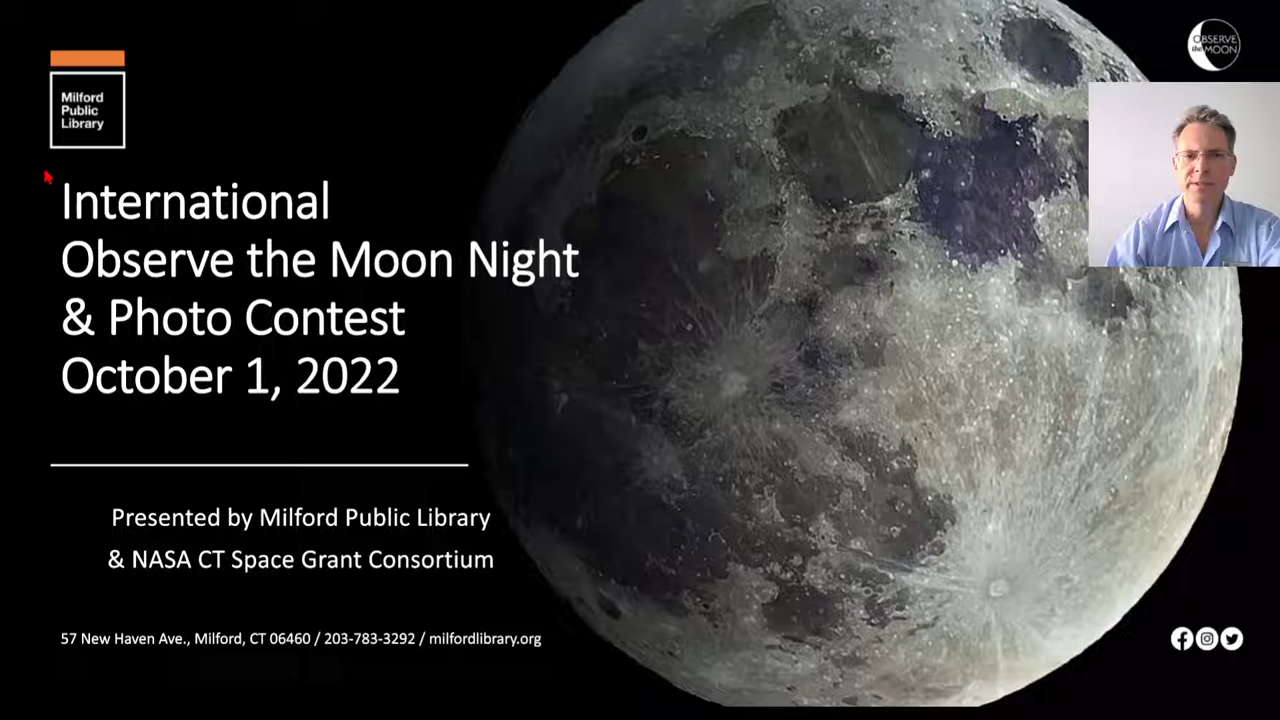 Milford
Public
Library
OBSERVE
the MOON
International
Observe the Moon Night
& Photo Contest
October 1, 2022
Presented by Milford Public Library
& NASA CT Space Grant Consortium
57 New Haven Ave., Milford, CT 06460 / 203-783-3292 / milfordlibrary.org